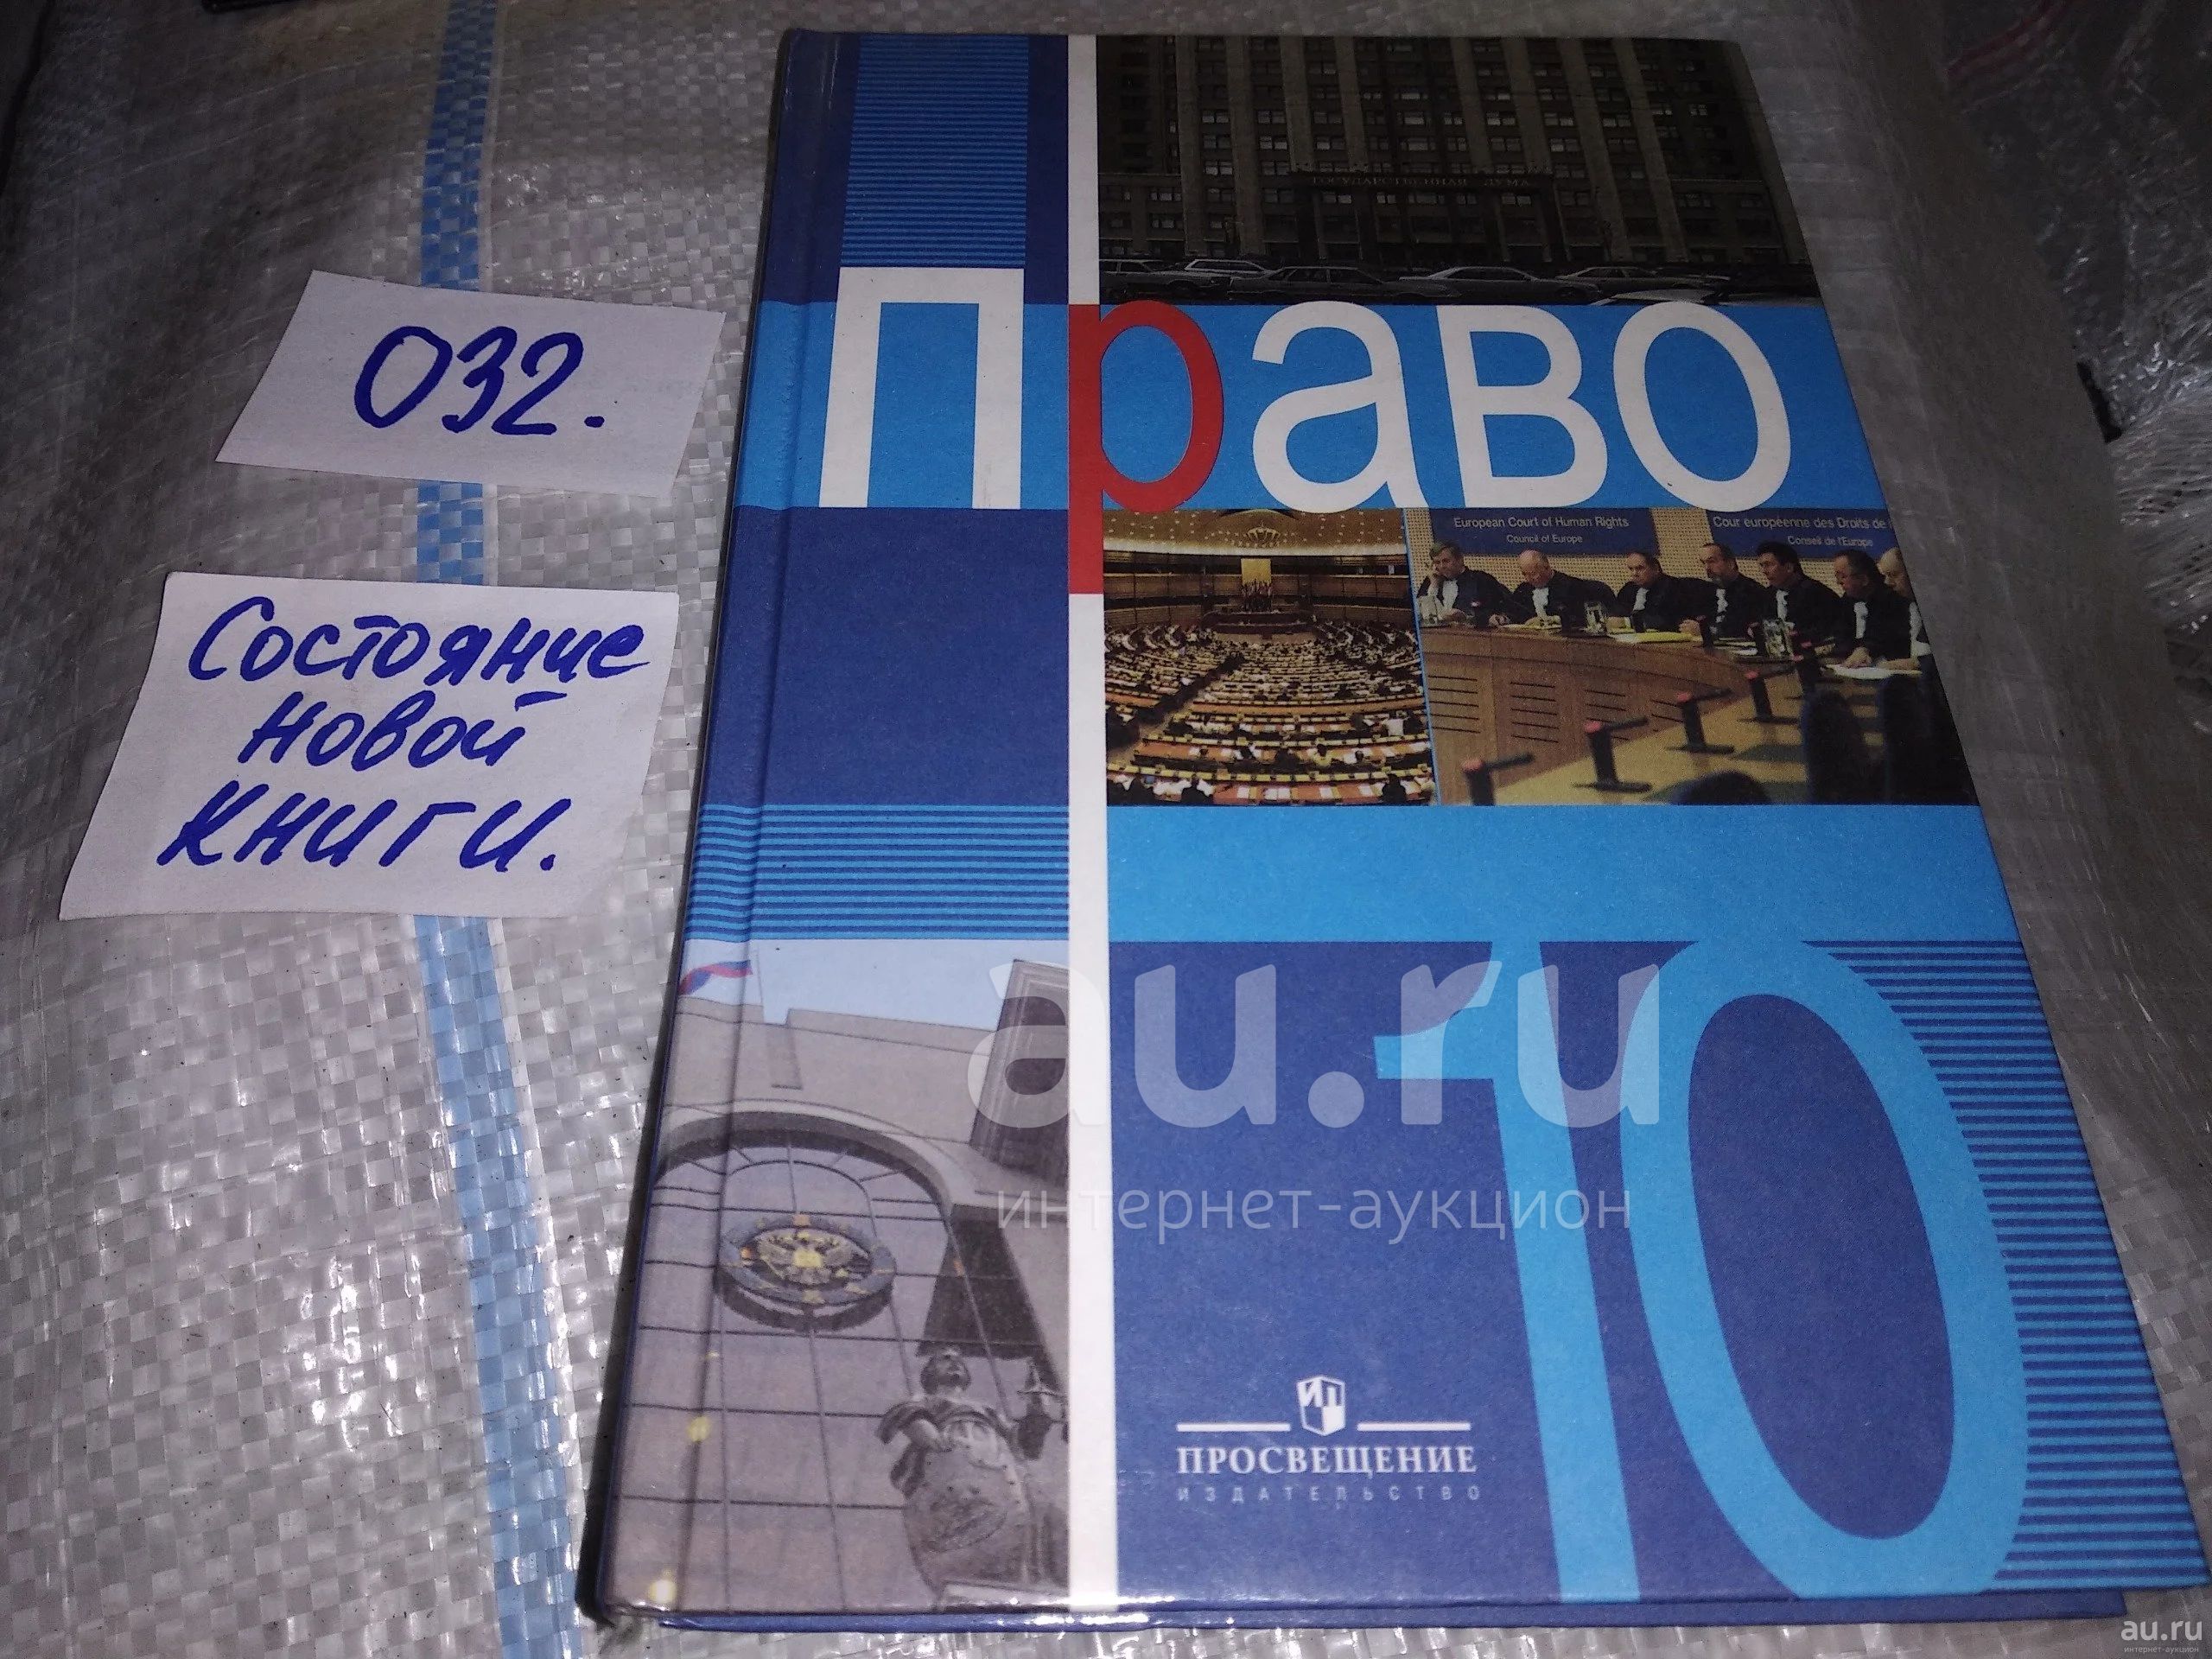 ГОСУДАРСТВЕННАЯ ДУМА
032.
Право
European Court of Human Rights
Council of Europe
Cour européenne des Droits de
Conseil de l'Europe
Состояние
новой
книги.
au.ru
интернет-аукцион
10
ИП
ПРОСВЕЩЕНИЕ
ИЗДАТЕЛЬСТВО
au.ru
интернет-аукцион